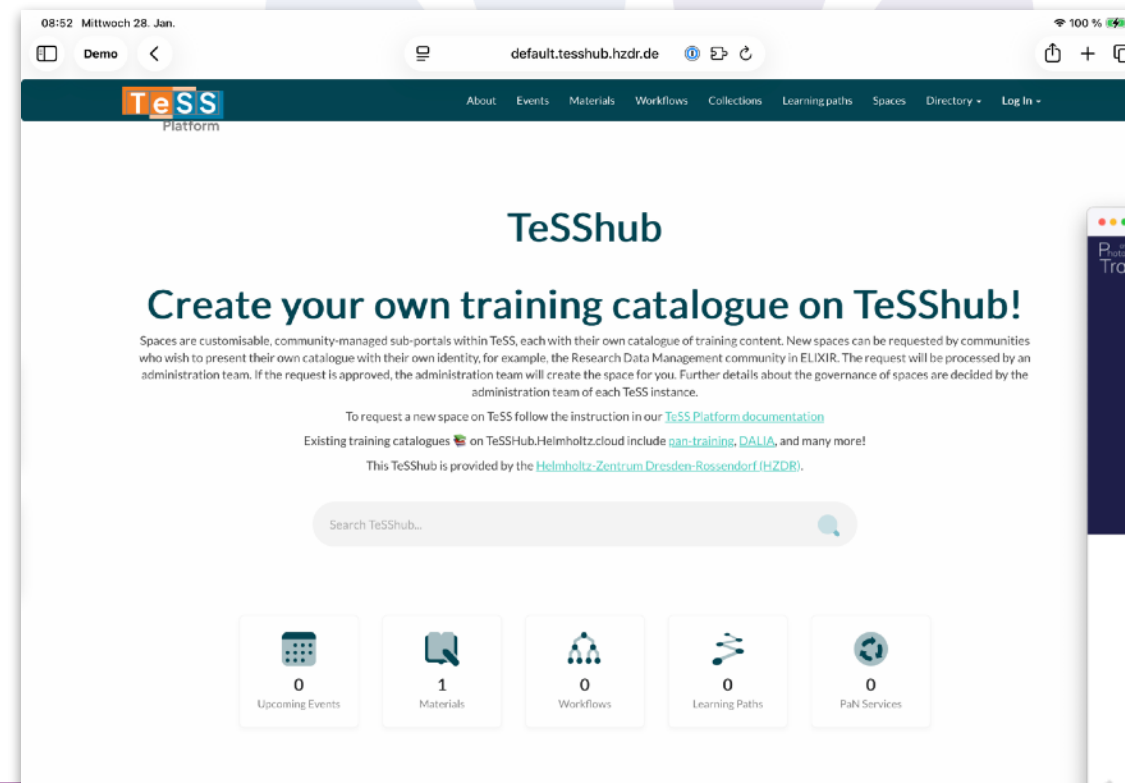 08:52 Mittwoch 28. Jan.
100 %
Demo
default.tesshub.hzdr.de
TeSS
Platform
About Events Materials Workflows Collections Learning paths Spaces Directory Log In
TeSShub
Create your own training catalogue on TeSShub!
Spaces are customisable, community-managed sub-portals within TeSS, each with their own catalogue of training content. New spaces can be requested by communities
who wish to present their own catalogue with their own identity, for example, the Research Data Management community in ELIXIR. The request will be processed by an
administration team. If the request is approved, the administration team will create the space for you. Further details about the governance of spaces are decided by the
administration team of each TeSS instance.
To request a new space on TeSS follow the instruction in our TeSS Platform documentation
Existing training catalogues on TeSSHub.Helmholtz.cloud include pan-training, DALIA, and many more!
This TeSShub is provided by the Helmholtz-Zentrum Dresden-Rossendorf (HZDR).
Search TeSShub...
0
Upcoming Events
1
Materials
0
Workflows
0
Learning Paths
0
PaN Services